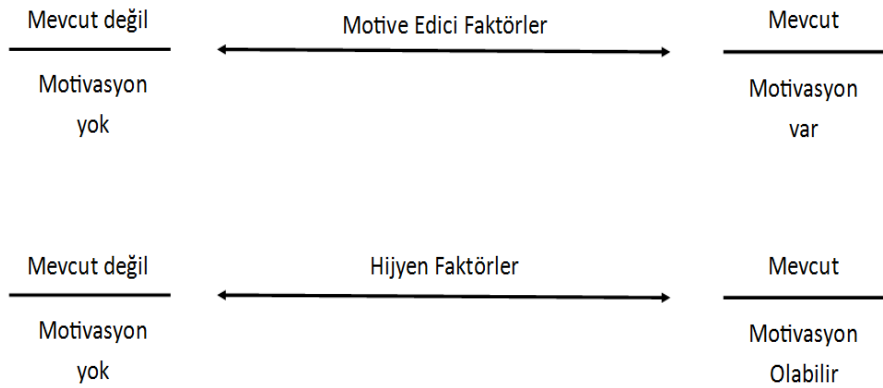 Mevcut değil
Motive Edici Faktörler
Mevcut
Motivasyon
yok
Motivasyon
var
Mevcut değil
Hijyen Faktörler
Mevcut
Motivasyon
yok
Motivasyon
Olabilir